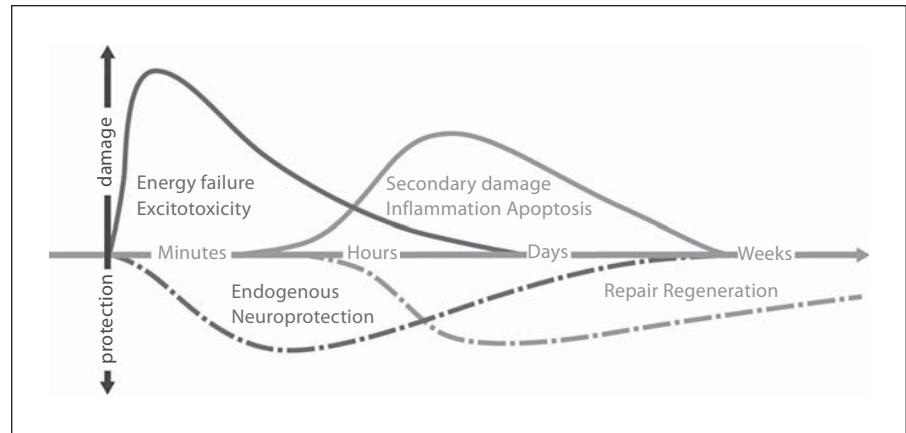 damage
protection
Energy failure
Excitotoxicity
Secondary damage
Inflammation Apoptosis
Minutes
Hours
Days
Weeks
Endogenous
Neuroprotection
Repair Regeneration